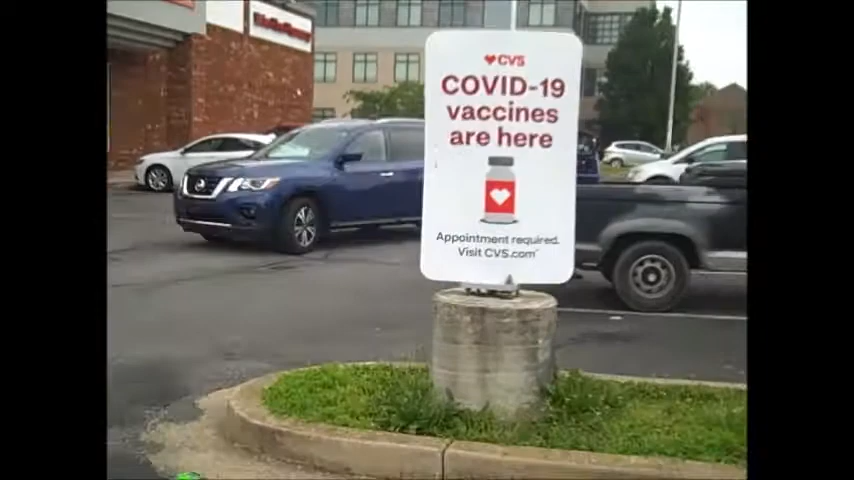 CVS
COVID-19
vaccines
are here
Appointment required.
Visit CVS.com